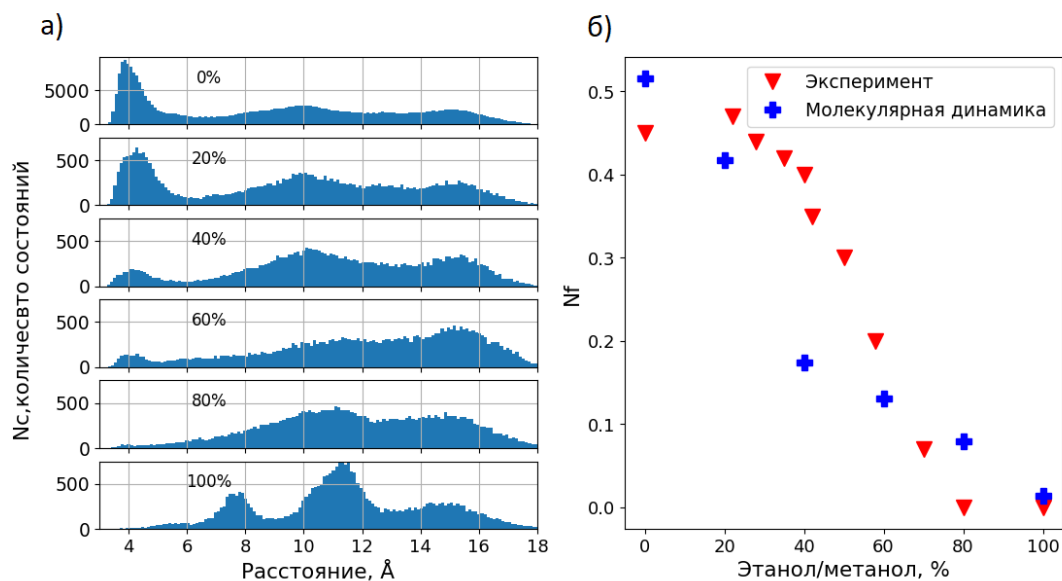 а)
Nc,количесвто состояний
0%
5000
0
20%
500
0
40%
500
0
60%
500
0
80%
500
0
100%
500
0
4 6 8 10 12 14 16 18
Расстояние, Å
б)
Эксперимент
Молекулярная динамика
Nf
0.5
0.4
0.3
0.2
0.1
0.0
0 20 40 60 80 100
Этанол/метанол, %